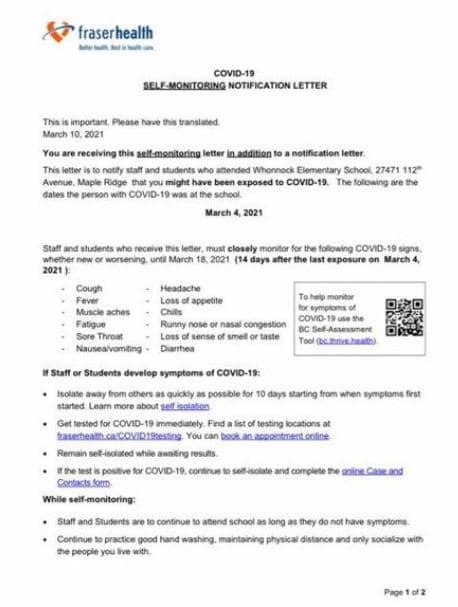 fraserhealth
Better health. Best in health care.
COVID-19
SELF-MONITORING NOTIFICATION LETTER
This is important. Please have this translated.
March 10, 2021
You are receiving this self-monitoring letter in addition to a notification letter.
This letter is to notify staff and students who attended Whonnock Elementary School, 27471 112th
Avenue, Maple Ridge that you might have been exposed to COVID-19. The following are the
dates the person with COVID-19 was at the school.
March 4, 2021
Staff and students who receive this letter, must closely monitor for the following COVID-19 signs,
whether new or worsening, until March 18, 2021 (14 days after the last exposure on March 4,
2021 ):
- Cough
- Fever
- Muscle aches
- Fatigue
- Sore Throat
- Nausea/vomiting
- Headache
- Loss of appetite
- Chills
- Runny nose or nasal congestion
- Loss of sense of smell or taste
- Diarrhea
To help monitor
for symptoms of
COVID-19 use the
BC Self-Assessment
Tool (bc.thrive.health).
If Staff or Students develop symptoms of COVID-19:
• Isolate away from others as quickly as possible for 10 days starting from when symptoms first
started. Learn more about self isolation.
• Get tested for COVID-19 immediately. Find a list of testing locations at
fraserhealth.ca/COVID19testing. You can book an appointment online.
• Remain self-isolated while awaiting results.
• If the test is positive for COVID-19, continue to self-isolate and complete the online Case and
Contacts form.
While self-monitoring:
• Staff and Students are to continue to attend school as long as they do not have symptoms.
• Continue to practice good hand washing, maintaining physical distance and only socialize with
the people you live with.
Page 1 of 2